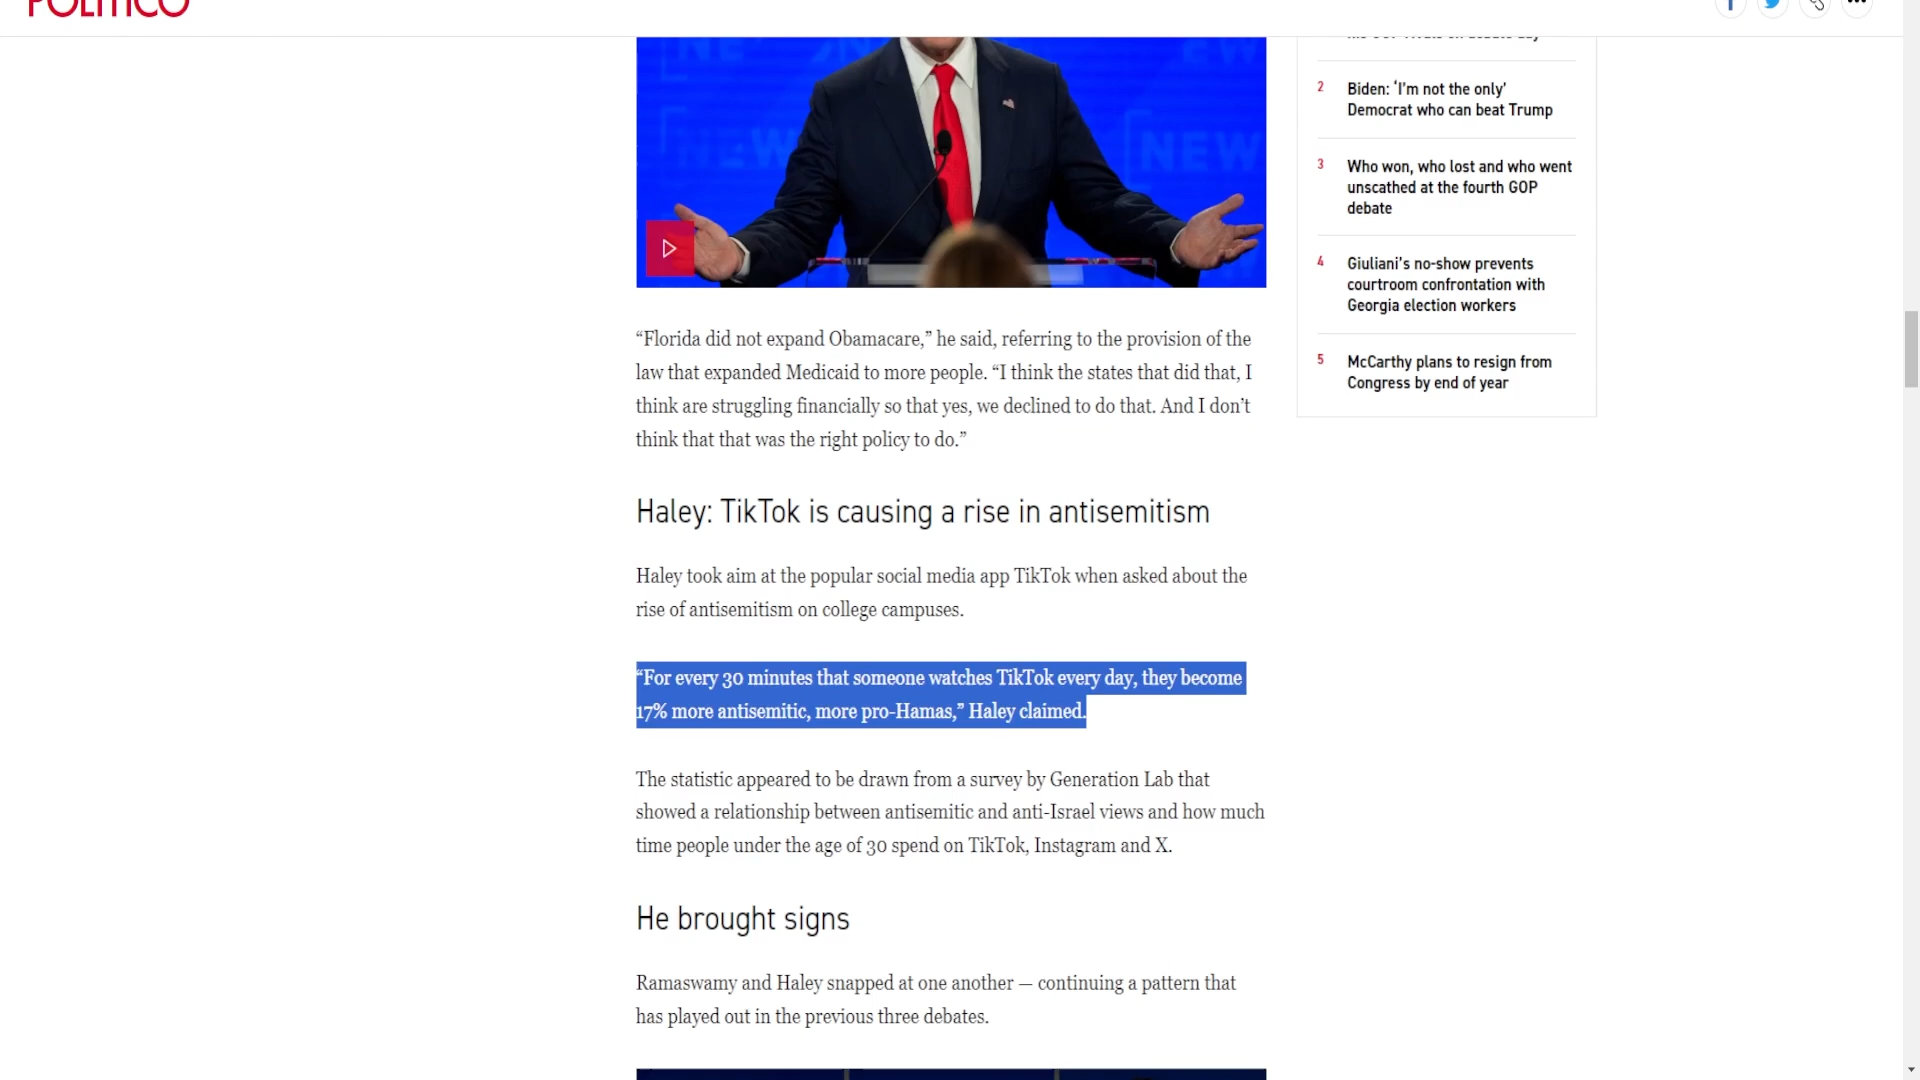 POLITICO
2
Biden: ‘I’m not the only’
Democrat who can beat Trump
3
Who won, who lost and who went
unscathed at the fourth GOP
debate
4
Giuliani’s no-show prevents
courtroom confrontation with
Georgia election workers
5
McCarthy plans to resign from
Congress by end of year
NEWS
NEW
“Florida did not expand Obamacare,” he said, referring to the provision of the
law that expanded Medicaid to more people. “I think the states that did that, I
think are struggling financially so that yes, we declined to do that. And I don’t
think that that was the right policy to do.”
Haley: TikTok is causing a rise in antisemitism
Haley took aim at the popular social media app TikTok when asked about the
rise of antisemitism on college campuses.
“For every 30 minutes that someone watches TikTok every day, they become
17% more antisemitic, more pro-Hamas,” Haley claimed.
The statistic appeared to be drawn from a survey by Generation Lab that
showed a relationship between antisemitic and anti-Israel views and how much
time people under the age of 30 spend on TikTok, Instagram and X.
He brought signs
Ramaswamy and Haley snapped at one another — continuing a pattern that
has played out in the previous three debates.